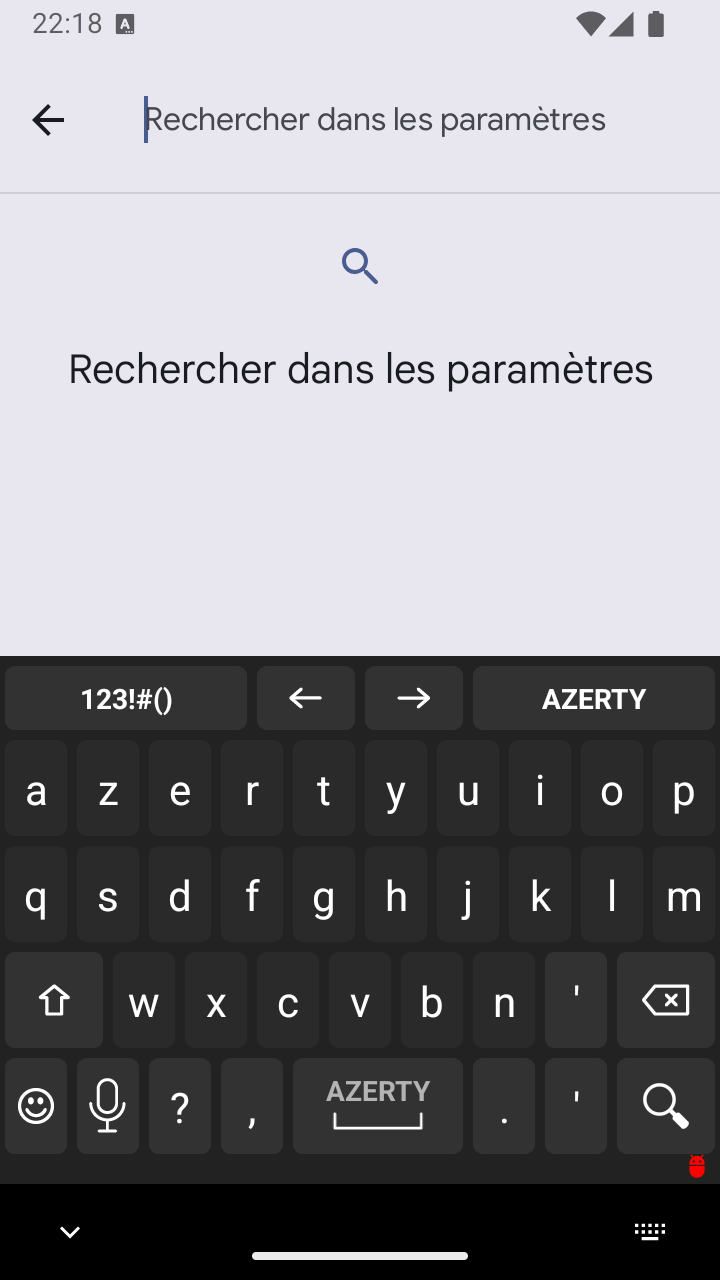 22:18 A
Rechercher dans les paramètres
Rechercher dans les paramètres
123!#() AZERTY
a z e r t y u i o p
q s d f g h j k l m
w x c v b n '
? , AZERTY . '